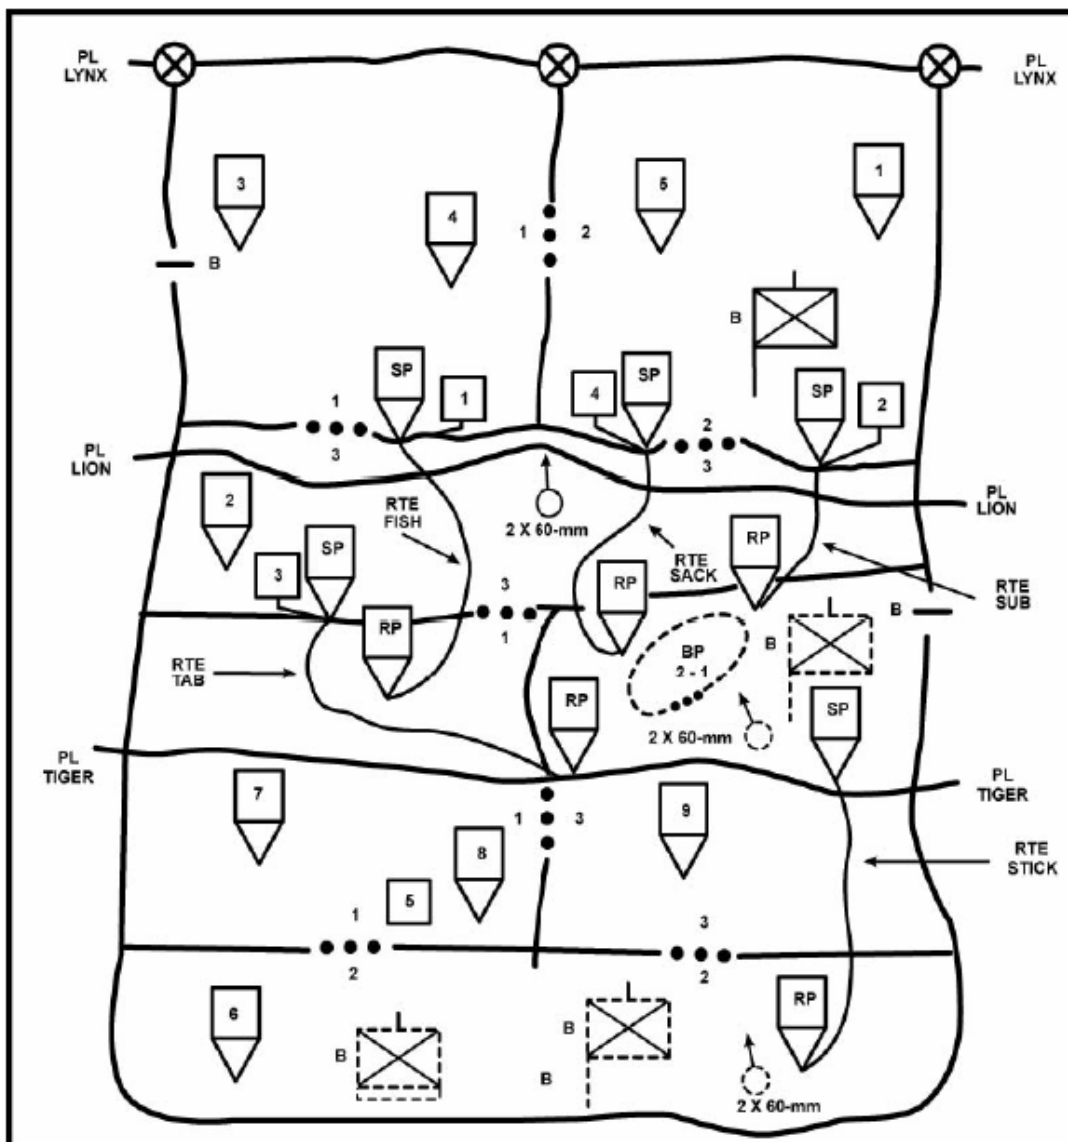 PL
LYNX
PL
LYNX
3
4
5
1
1 2
B
B
SP
1
4
SP
SP
2
1
3
2
3
PL
LION
PL
LION
2
RTE
FISH
2 X 60-mm
RTE
SACK
RP
RTE
SUB
SP
3
RP
3
1
RP
B
B
BP
2 - 1
RTE
TAB
RP
SP
2 X 60-mm
PL
TIGER
PL
TIGER
7
1 3
9
8
RTE
STICK
5
1
2
3
2
6
B
B
B
RP
2 X 60-mm